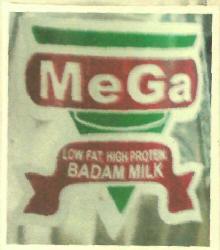 MeGa
LOW FAT, HIGH PROTEIN
BADAM MILK